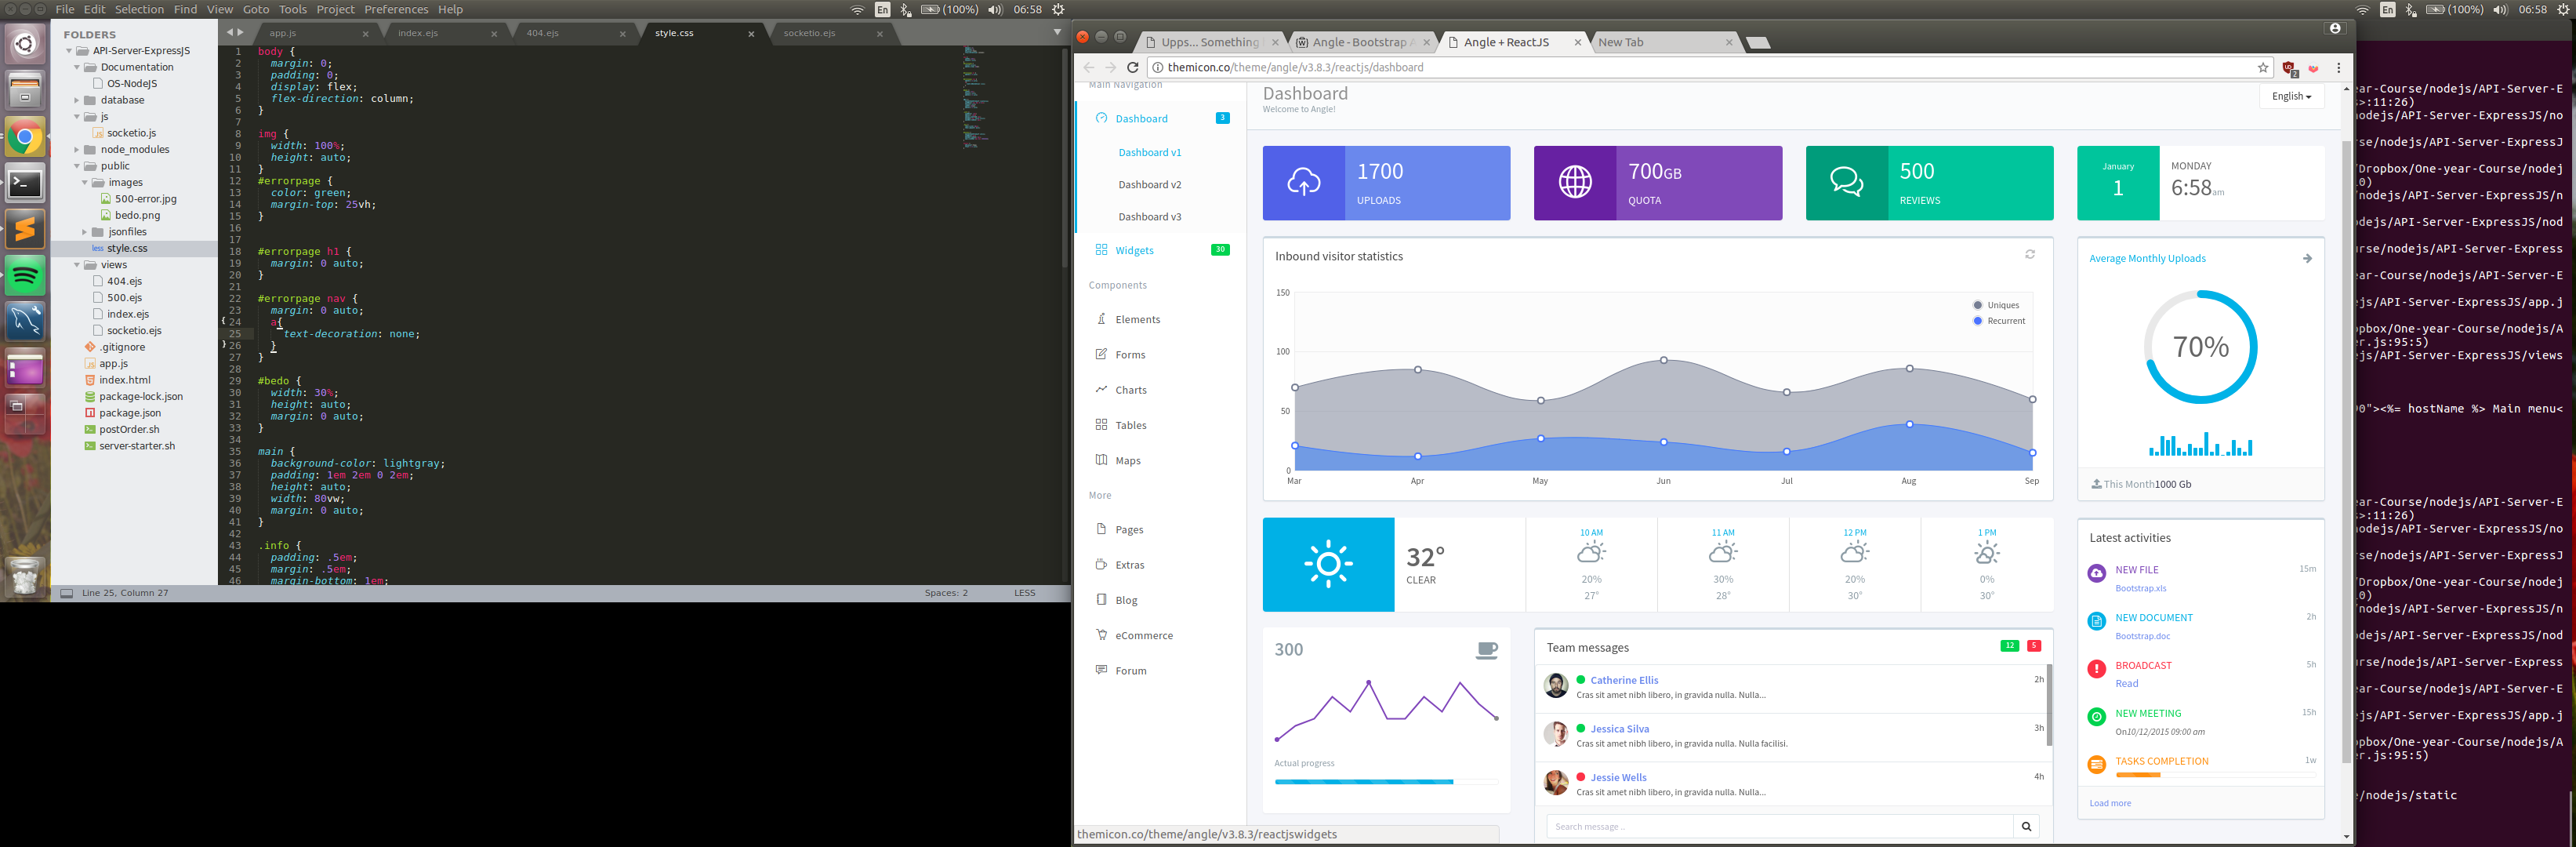 File Edit Selection Find View Goto Tools Project Preferences Help
En (100%) 06:58
FOLDERS
API-Server-ExpressJS
Documentation
OS-NodeJS
database
js
socketio.js
node_modules
public
images
500-error.jpg
bedo.png
jsonfiles
less style.css
views
404.ejs
500.ejs
index.ejs
socketio.ejs
.gitignore
app.js
index.html
package-lock.json
package.json
postOrder.sh
server-starter.sh
app.js index.ejs 404.ejs style.css socketio.ejs
1 body {
2 margin: 0;
3 padding: 0;
4 display: flex;
5 flex-direction: column;
6 }
7
8 img {
9 width: 100%;
10 height: auto;
11 }
12 #errorpage {
13 color: green;
14 margin-top: 25vh;
15 }
16
17
18 #errorpage h1 {
19 margin: 0 auto;
20 }
21
22 #errorpage nav {
23 margin: 0 auto;
24 a{
25 text-decoration: none;
26 }
27 }
28
29 #bedo {
30 width: 30%;
31 height: auto;
32 margin: 0 auto;
33 }
34
35 main {
36 background-color: lightgray;
37 padding: 1em 2em 0 2em;
38 height: auto;
39 width: 80vw;
40 margin: 0 auto;
41 }
42
43 .info {
44 padding: .5em;
45 margin: .5em;
46 margin-bottom: 1em;
Line 25, Column 27 Spaces: 2 LESS
En (100%) 06:58
Upps... Something Angle - Bootstrap A Angle + ReactJS New Tab
themicon.co/theme/angle/v3.8.3/reactjs/dashboard
2
Main Navigation
Dashboard 3
Dashboard v1
Dashboard v2
Dashboard v3
Widgets 30
Components
Elements
Forms
Charts
Tables
Maps
More
Pages
Extras
Blog
eCommerce
Forum
Dashboard
Welcome to Angle!
English
1700
UPLOADS
700GB
QUOTA
500
REVIEWS
January
1
MONDAY
6:58am
Inbound visitor statistics
150
100
50
0
Uniques
Recurrent
Mar Apr May Jun Jul Aug Sep
Average Monthly Uploads
70%
This Month1000 Gb
32°
CLEAR
10 AM 11 AM 12 PM 1 PM
20% 30% 20% 0%
27° 28° 30° 30°
300
Actual progress
Team messages 12 5
Catherine Ellis 2h
Cras sit amet nibh libero, in gravida nulla. Nulla...
Jessica Silva 3h
Cras sit amet nibh libero, in gravida nulla. Nulla facilisi.
Jessie Wells 4h
Cras sit amet nibh libero, in gravida nulla. Nulla...
Search message ..
Latest activities
NEW FILE 15m
Bootstrap.xls
NEW DOCUMENT 2h
Bootstrap.doc
BROADCAST 5h
Read
NEW MEETING 15h
On10/12/2015 09:00 am
TASKS COMPLETION 1w
Load more
themicon.co/theme/angle/v3.8.3/reactjswidgets
ear-Course/nodejs/API-Server-E
s>:11:26)
nodejs/API-Server-ExpressJS/no
rse/nodejs/API-Server-ExpressJ
/Dropbox/One-year-Course/nodej
10)
/nodejs/API-Server-ExpressJS/n
odejs/API-Server-ExpressJS/nod
urse/nodejs/API-Server-Express
ear-Course/nodejs/API-Server-E
ejs/API-Server-ExpressJS/app.j
opbox/One-year-Course/nodejs/A
er.js:95:5)
ejs/API-Server-ExpressJS/views
00"><%= hostName %> Main menu<
ear-Course/nodejs/API-Server-E
s>:11:26)
nodejs/API-Server-ExpressJS/no
rse/nodejs/API-Server-ExpressJ
/Dropbox/One-year-Course/nodej
10)
/nodejs/API-Server-ExpressJS/n
odejs/API-Server-ExpressJS/nod
urse/nodejs/API-Server-Express
ear-Course/nodejs/API-Server-E
ejs/API-Server-ExpressJS/app.j
opbox/One-year-Course/nodejs/A
er.js:95:5)
e/nodejs/static